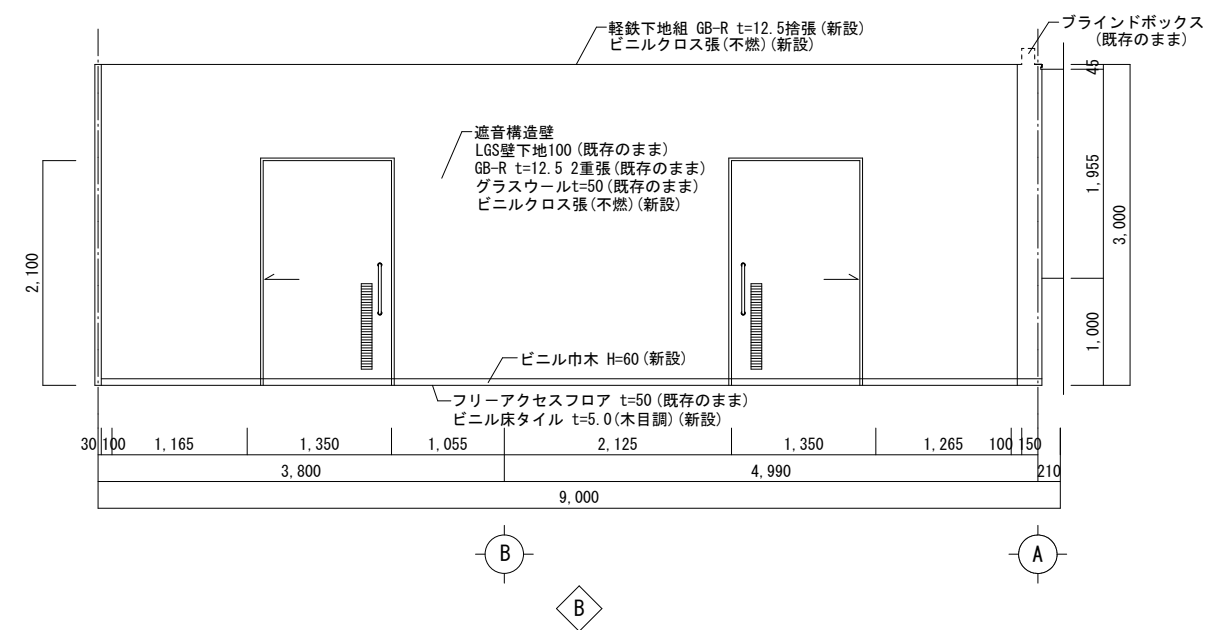 軽鉄下地組 GB-R t=12.5捨張(新設)
ビニルクロス張(不燃)(新設)
ブラインドボックス
(既存のまま)
45
遮音構造壁
LGS壁下地100(既存のまま)
GB-R t=12.5 2重張(既存のまま)
グラスウールt=50(既存のまま)
ビニルクロス張(不燃)(新設)
1,955
3,000
2,100
1,000
ビニル巾木 H=60(新設)
フリーアクセスフロア t=50(既存のまま)
ビニル床タイル t=5.0(木目調)(新設)
30 100 1,165 1,350 1,055 2,125 1,350 1,265 100 150
3,800 4,990 210
9,000
B A
B